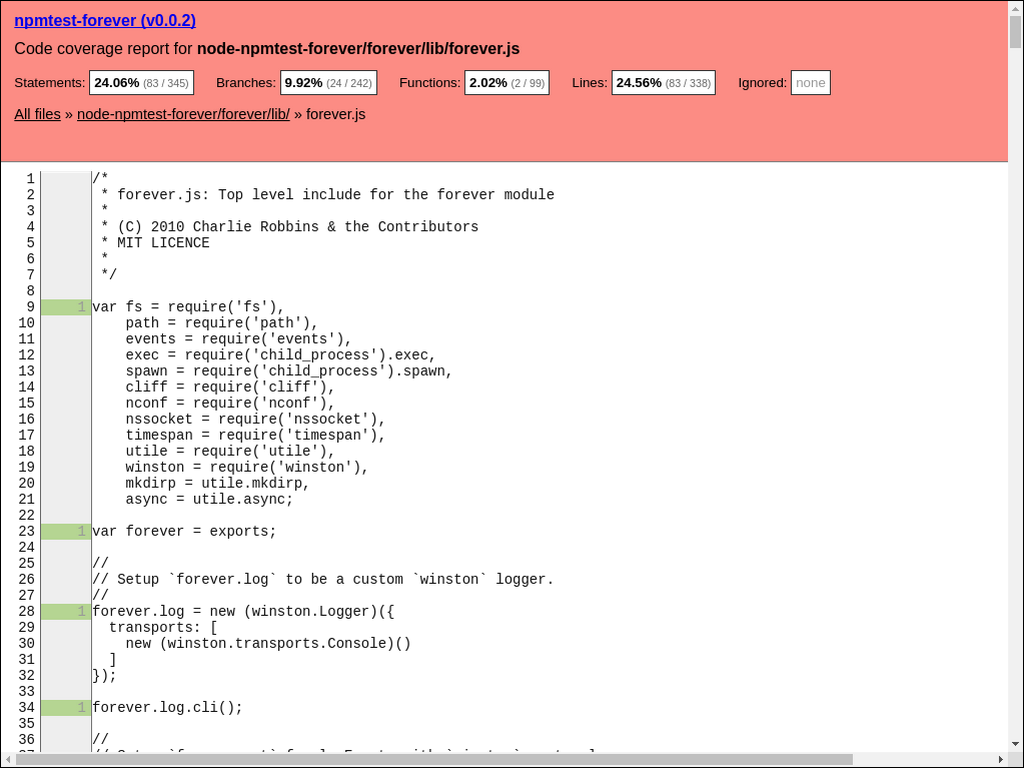 npmtest-forever (v0.0.2)
Code coverage report for node-npmtest-forever/forever/lib/forever.js
Statements: 24.06% (83 / 345) Branches: 9.92% (24 / 242) Functions: 2.02% (2 / 99) Lines: 24.56% (83 / 338) Ignored: none
All files » node-npmtest-forever/forever/lib/ » forever.js
1 /*
2  * forever.js: Top level include for the forever module
3  *
4  * (C) 2010 Charlie Robbins & the Contributors
5  * MIT LICENCE
6  *
7  */
8
9 1 var fs = require('fs'),
10     path = require('path'),
11     events = require('events'),
12     exec = require('child_process').exec,
13     spawn = require('child_process').spawn,
14     cliff = require('cliff'),
15     nconf = require('nconf'),
16     nssocket = require('nssocket'),
17     timespan = require('timespan'),
18     utile = require('utile'),
19     winston = require('winston'),
20     mkdirp = utile.mkdirp,
21     async = utile.async;
22
23 1 var forever = exports;
24
25 //
26 // Setup `forever.log` to be a custom `winston` logger.
27 //
28 1 forever.log = new (winston.Logger)({
29   transports: [
30     new (winston.transports.Console)()
31   ]
32 });
33
34 1 forever.log.cli();
35
36 //